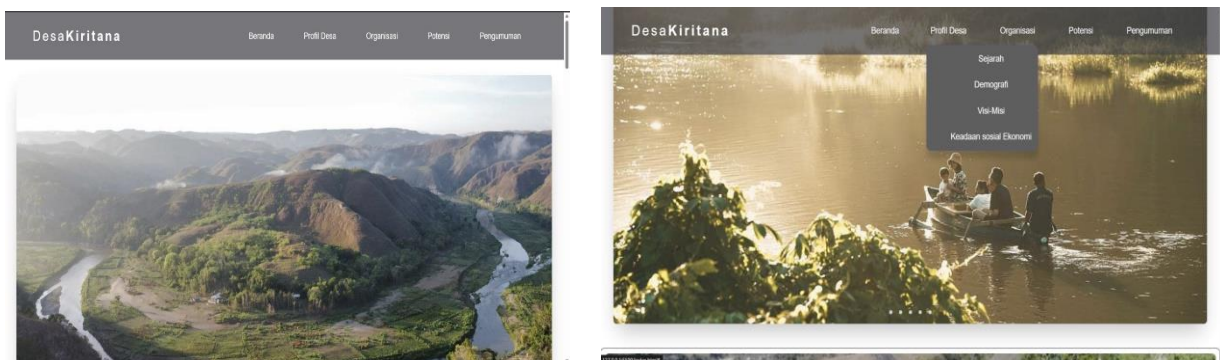 DesaKiritana
Beranda Profil Desa Organisasi Potensi Pengumuman
DesaKiritana
Beranda Profil Desa Organisasi Potensi Pengumuman
Sejarah
Demografi
Visi-Misi
Keadaan sosial Ekonomi